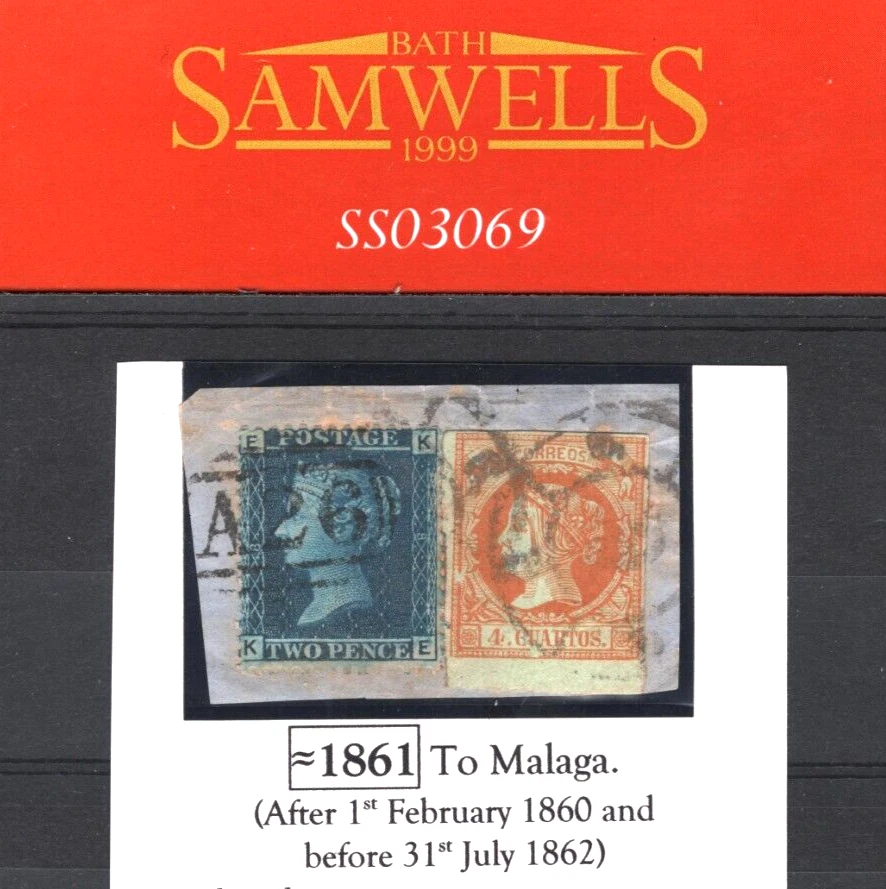 BATH
SAMWELLS
1999
SS03069
E POSTAGE K
A26
K TWO PENCE E
CORREOS
4 CUARTOS.
≈1861 To Malaga.
(After 1st February 1860 and
before 31st July 1862)